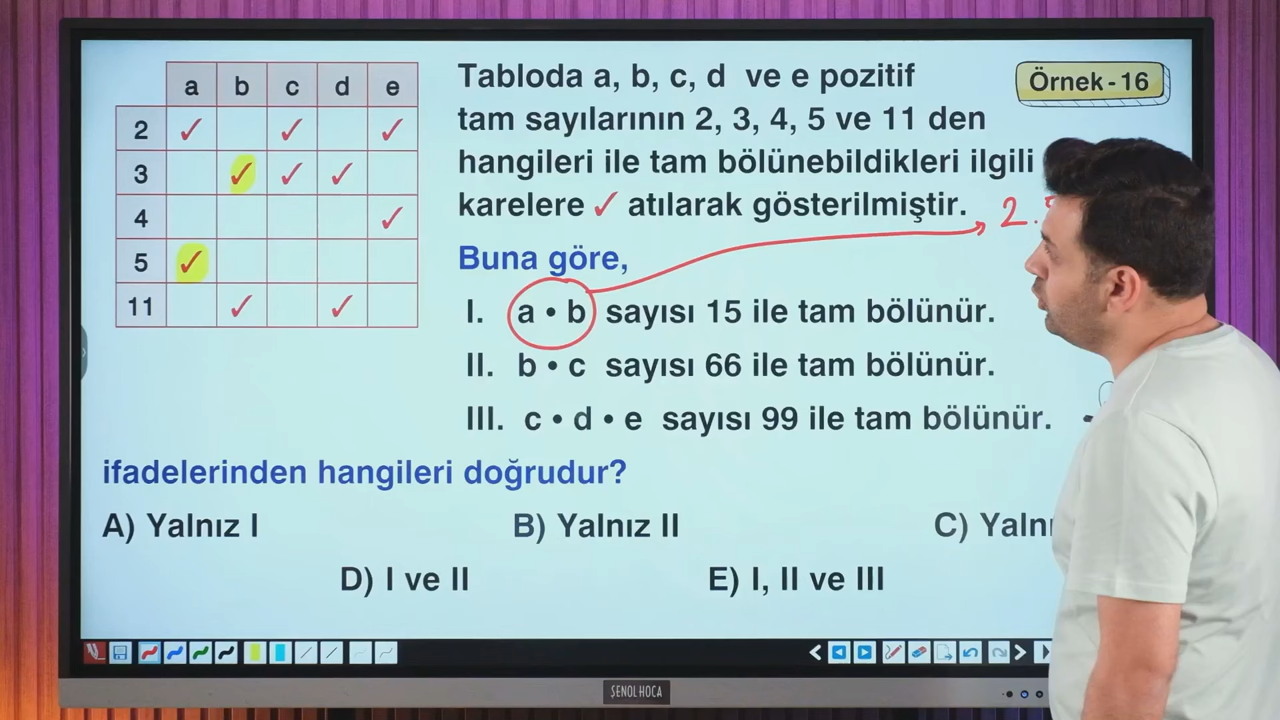 a b c d e
2 ✓ ✓ ✓
3 ✓ ✓ ✓
4 ✓
5 ✓
11 ✓ ✓
Tabloda a, b, c, d ve e pozitif
tam sayılarının 2, 3, 4, 5 ve 11 den
hangileri ile tam bölünebildikleri ilgili
karelere ✓ atılarak gösterilmiştir.
Örnek - 16
2.
Buna göre,
I. a • b sayısı 15 ile tam bölünür.
II. b • c sayısı 66 ile tam bölünür.
III. c • d • e sayısı 99 ile tam bölünür.
ifadelerinden hangileri doğrudur?
A) Yalnız I
B) Yalnız II
C)
D) I ve II
E) I, II ve III
ŞENOL HOCA